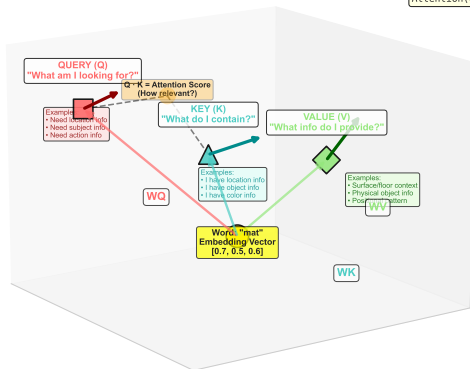 Attention(
QUERY (Q)
"What am I looking for?"
Q · K = Attention Score
(How relevant?)
Examples:
• Need location info
• Need subject info
• Need action info
KEY (K)
"What do I contain?"
VALUE (V)
"What info do I provide?"
Examples:
• I have location info
• I have object info
• I have color info
Examples:
• Surface/floor context
• Physical object info
• pattern
WQ
WV
Word: "mat"
Embedding Vector
[0.7, 0.5, 0.6]
WK